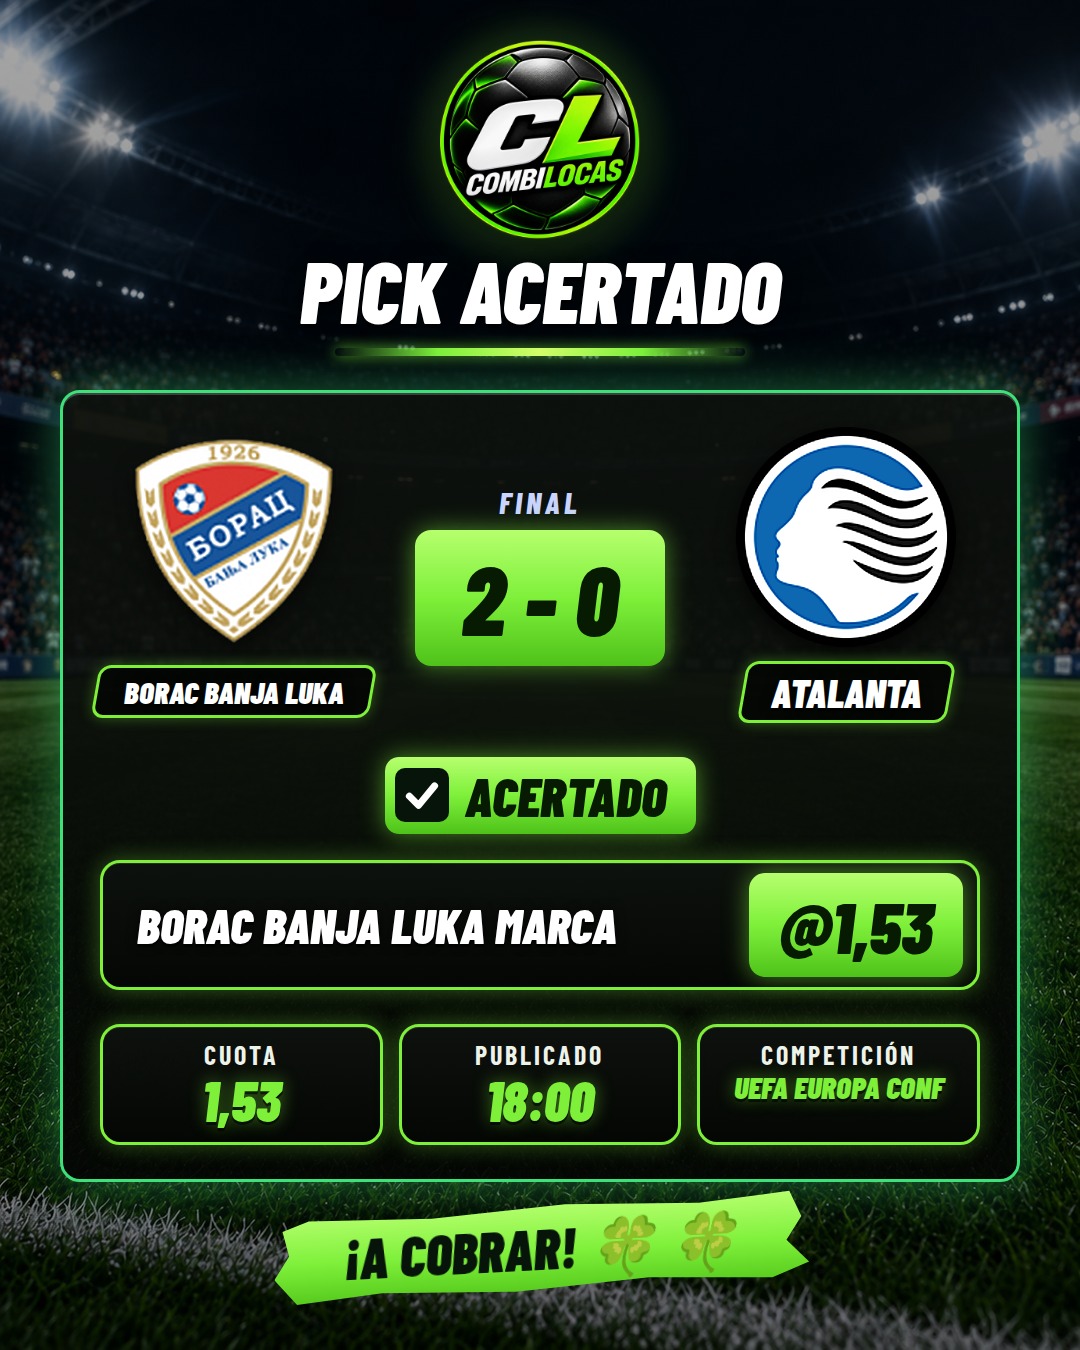 CL
COMBILOCAS
PICK ACERTADO
1926
БОРАЦ
БАЊА ЛУКА
FINAL
2 - 0
BORAC BANJA LUKA
ATALANTA
ACERTADO
BORAC BANJA LUKA MARCA
@1,53
CUOTA
1,53
PUBLICADO
18:00
COMPETICIÓN
UEFA EUROPA CONF
¡A COBRAR! 🍀 🍀